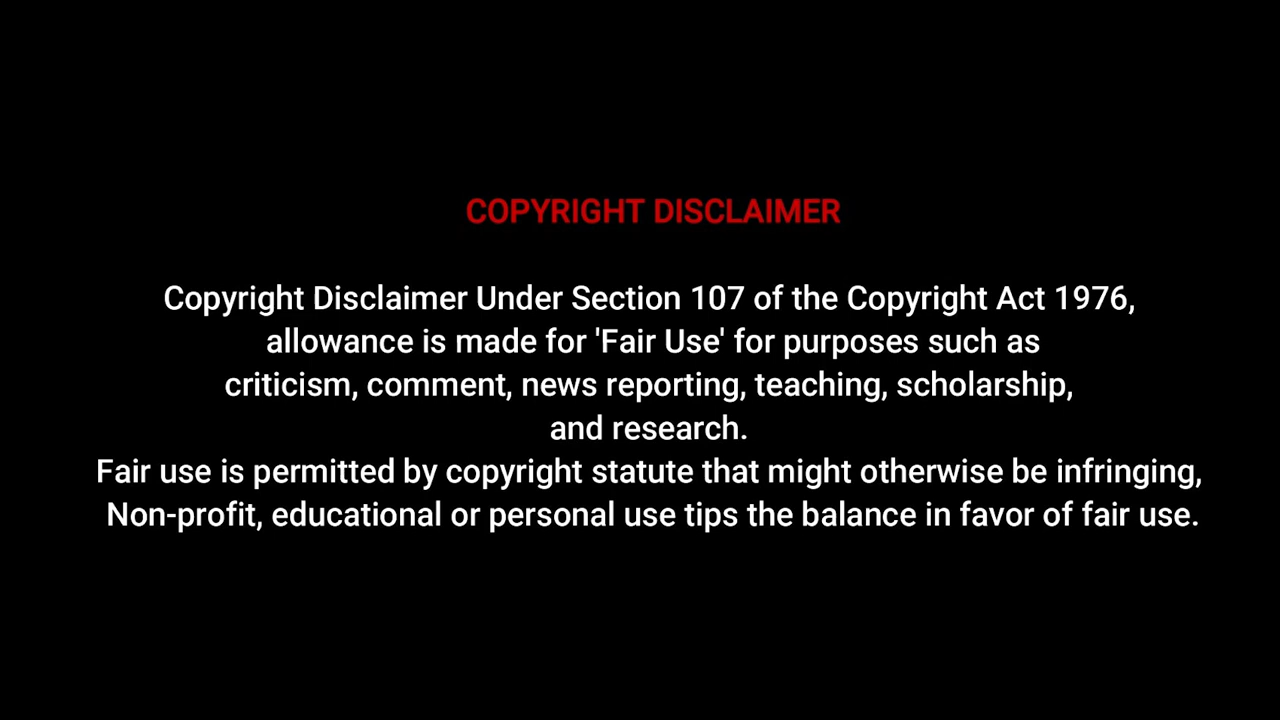 COPYRIGHT DISCLAIMER
Copyright Disclaimer Under Section 107 of the Copyright Act 1976,
allowance is made for 'Fair Use' for purposes such as
criticism, comment, news reporting, teaching, scholarship,
and research.
Fair use is permitted by copyright statute that might otherwise be infringing,
Non-profit, educational or personal use tips the balance in favor of fair use.